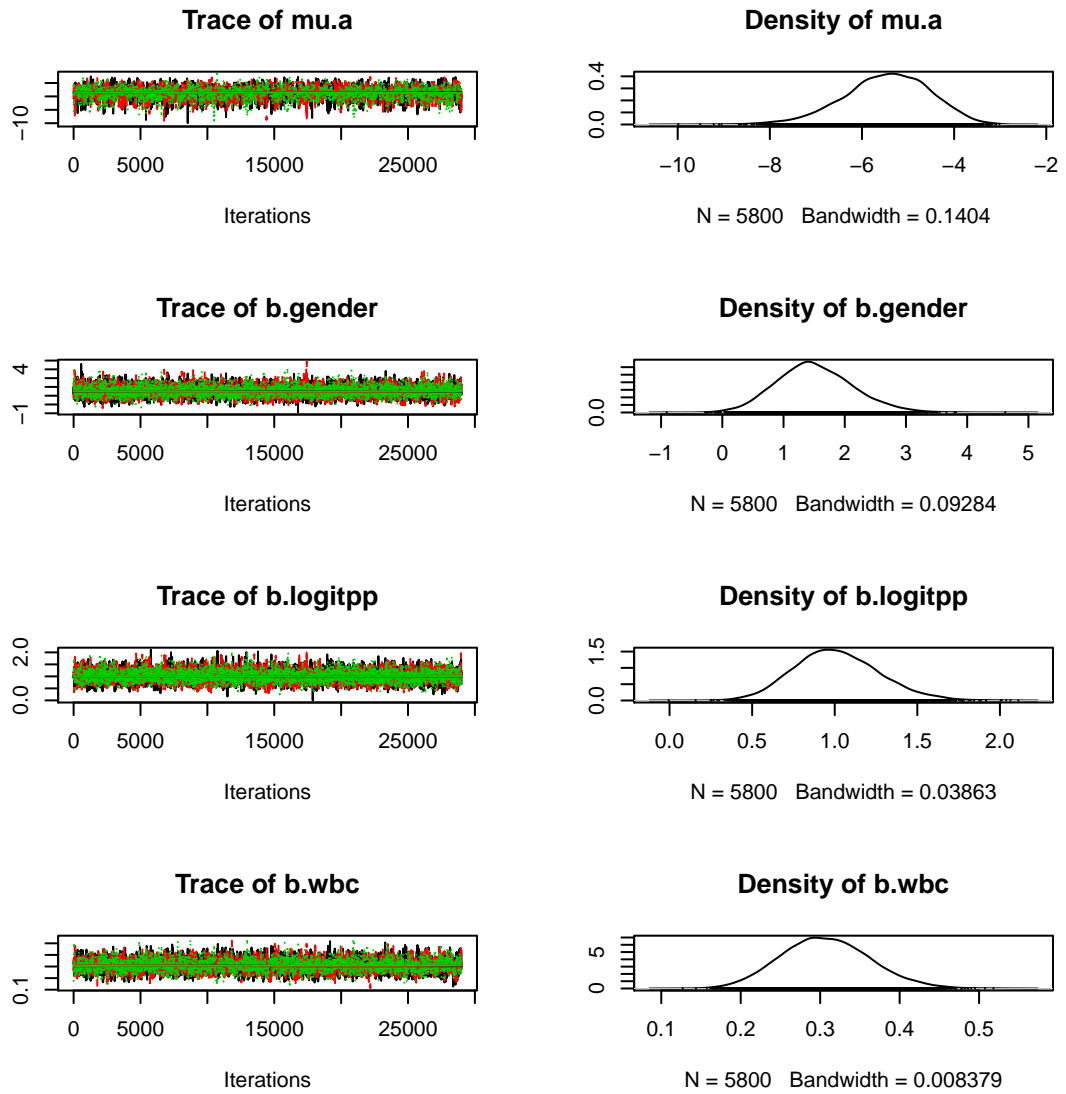 Trace of mu.a
−10
0 5000 15000 25000
Iterations
Density of mu.a
0.0 0.4
−10 −8 −6 −4 −2
N = 5800 Bandwidth = 0.1404
Trace of b.gender
−1 4
0 5000 15000 25000
Iterations
Density of b.gender
0.0
−1 0 1 2 3 4 5
N = 5800 Bandwidth = 0.09284
Trace of b.logitpp
0.0 2.0
0 5000 15000 25000
Iterations
Density of b.logitpp
0.0 1.5
0.0 0.5 1.0 1.5 2.0
N = 5800 Bandwidth = 0.03863
Trace of b.wbc
0.1
0 5000 15000 25000
Iterations
Density of b.wbc
0 5
0.1 0.2 0.3 0.4 0.5
N = 5800 Bandwidth = 0.008379